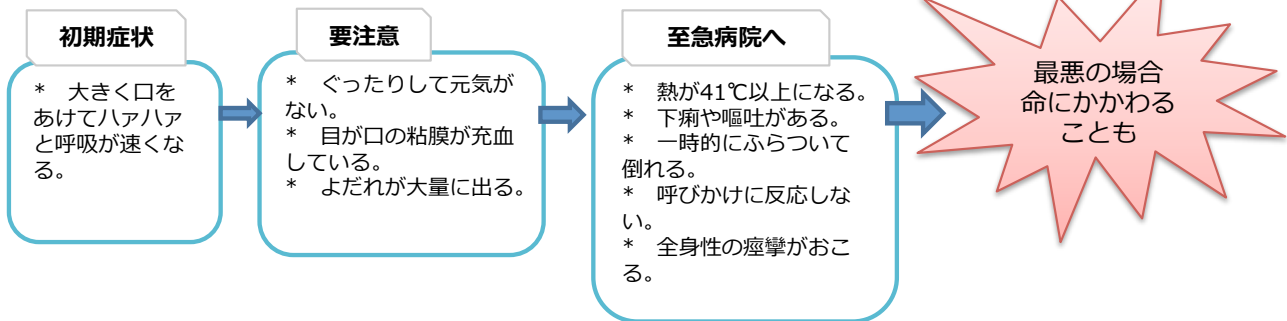 初期症状
* 大きく口を
あけてハァハァ
と呼吸が速くな
る。
要注意
* ぐったりして元気が
ない。
* 目が口の粘膜が充血
している。
* よだれが大量に出る。
至急病院へ
* 熱が41℃以上になる。
* 下痢や嘔吐がある。
* 一時的にふらついて
倒れる。
* 呼びかけに反応しな
い。
* 全身性の痙攣がおこ
る。
最悪の場合
命にかかわる
ことも